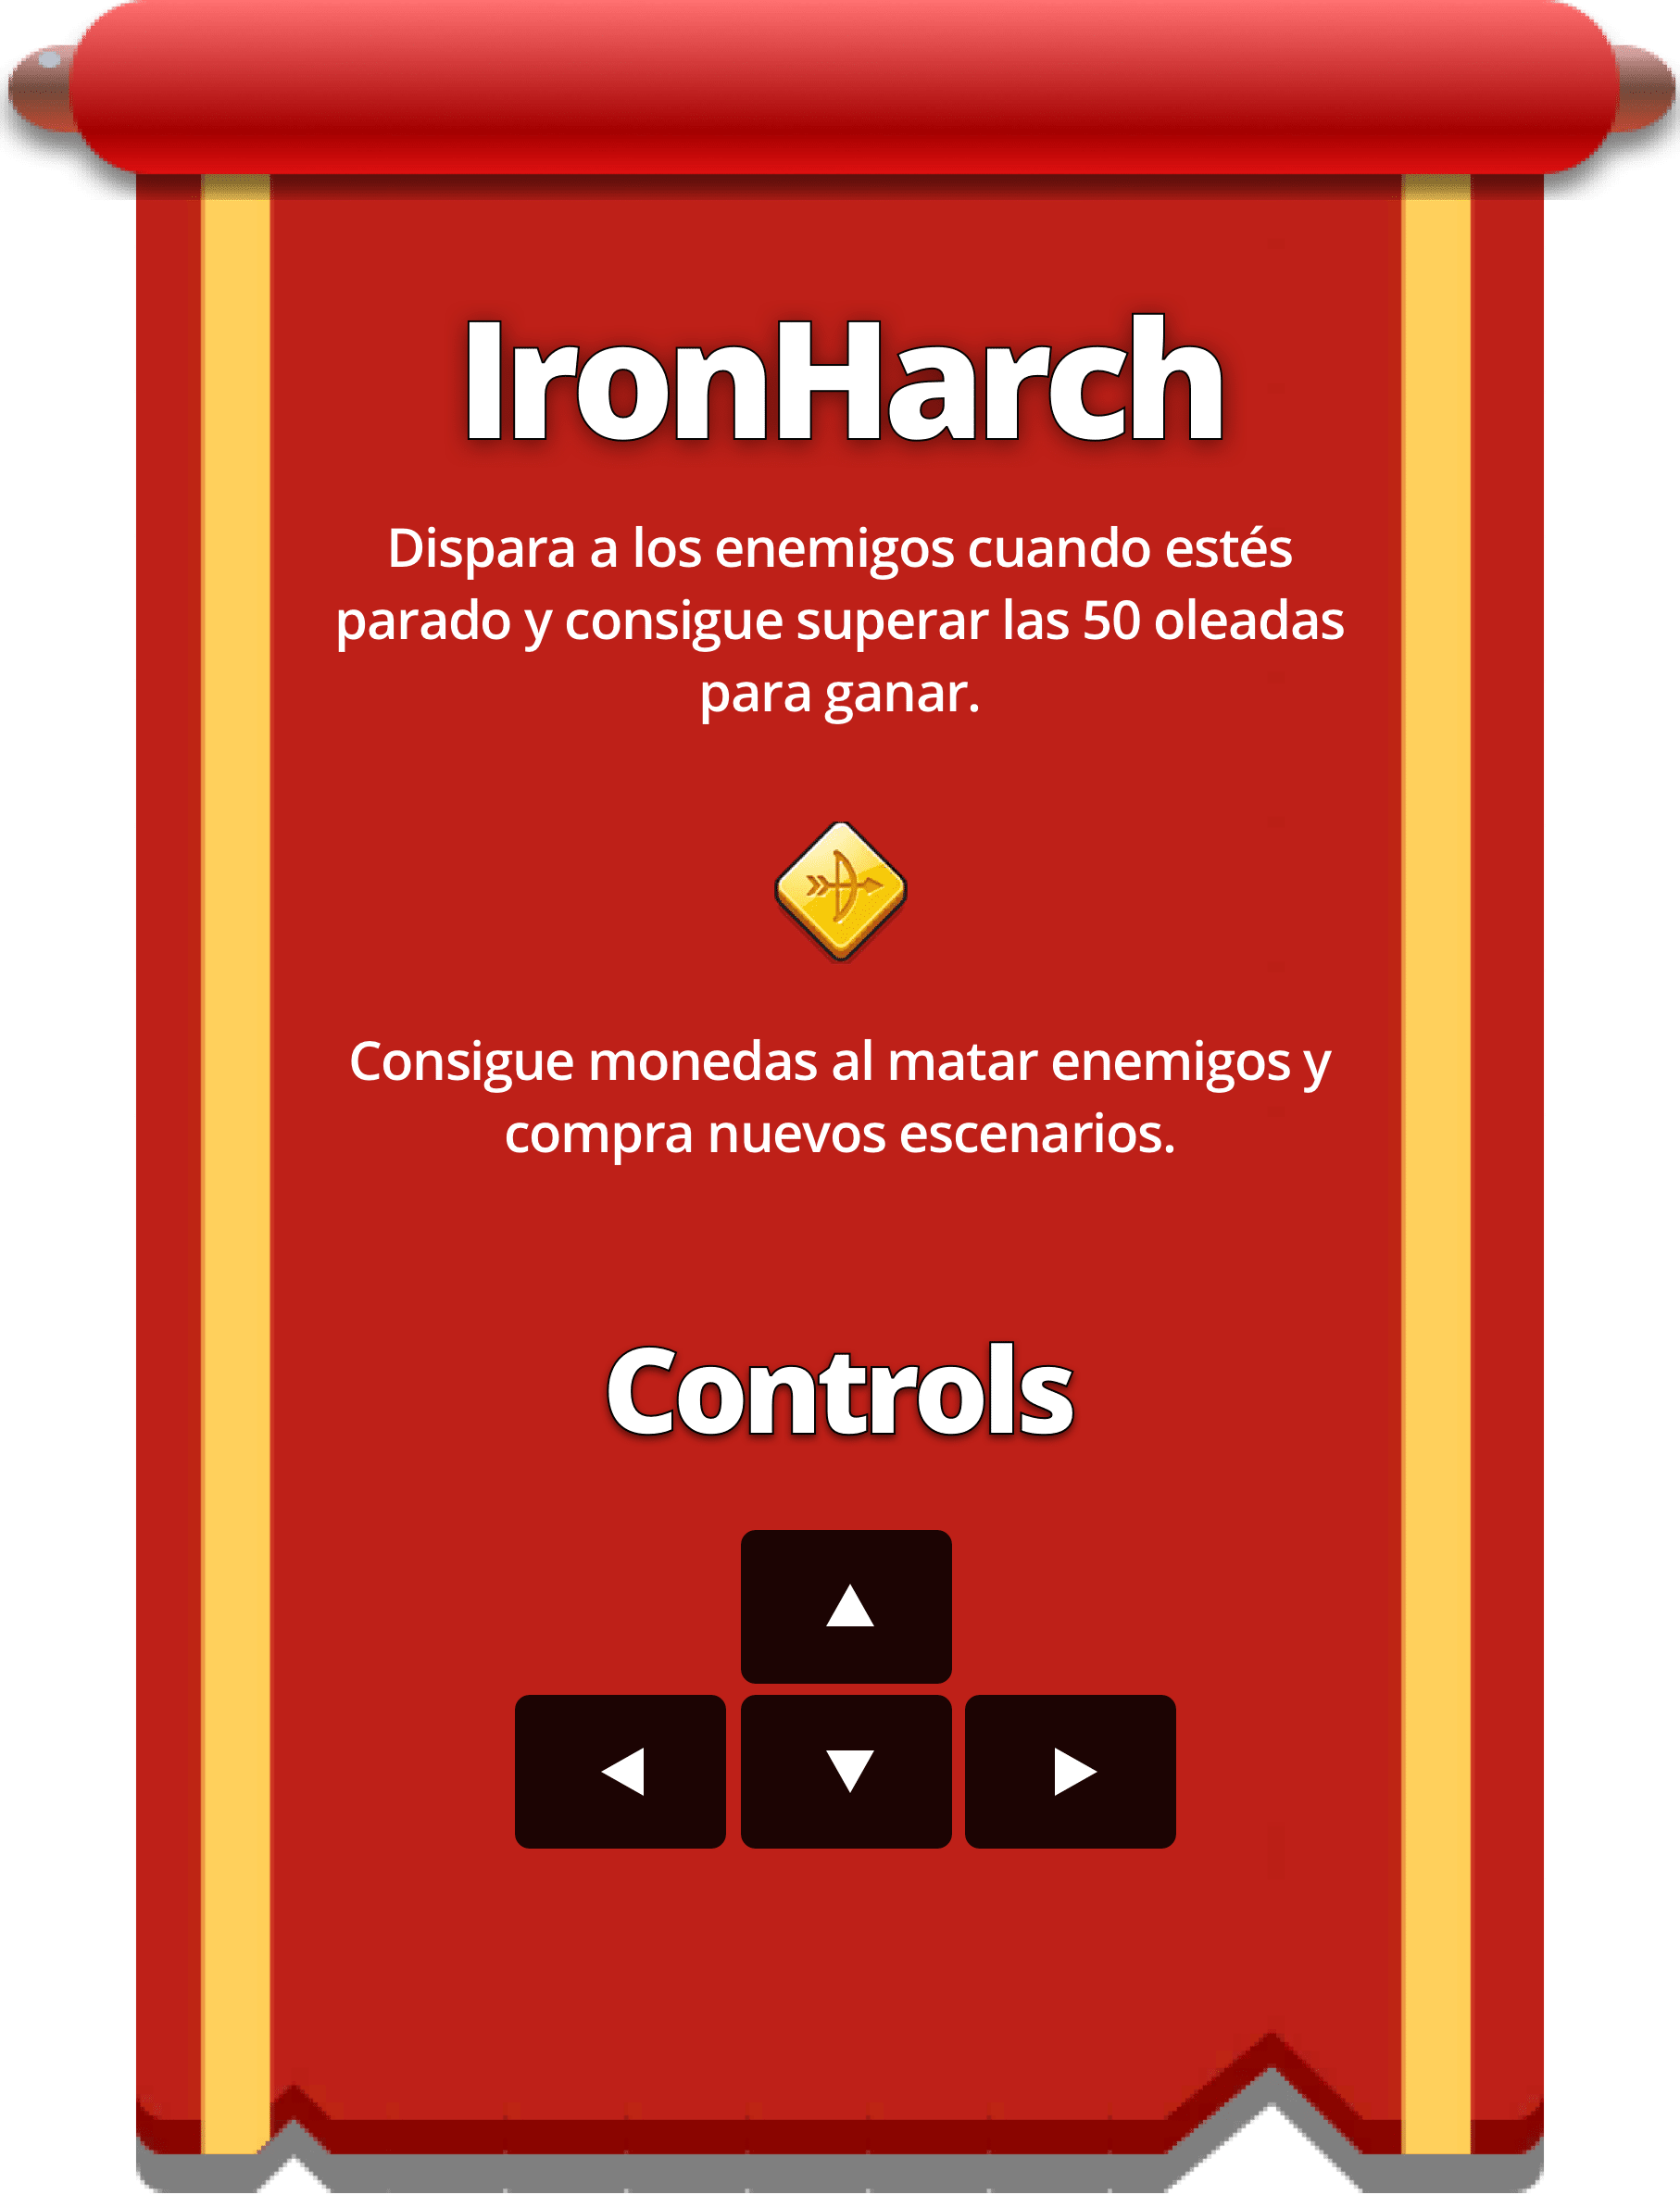 IronHarch
Dispara a los enemigos cuando estés
parado y consigue superar las 50 oleadas
para ganar.
Consigue monedas al matar enemigos y
compra nuevos escenarios.
Controls